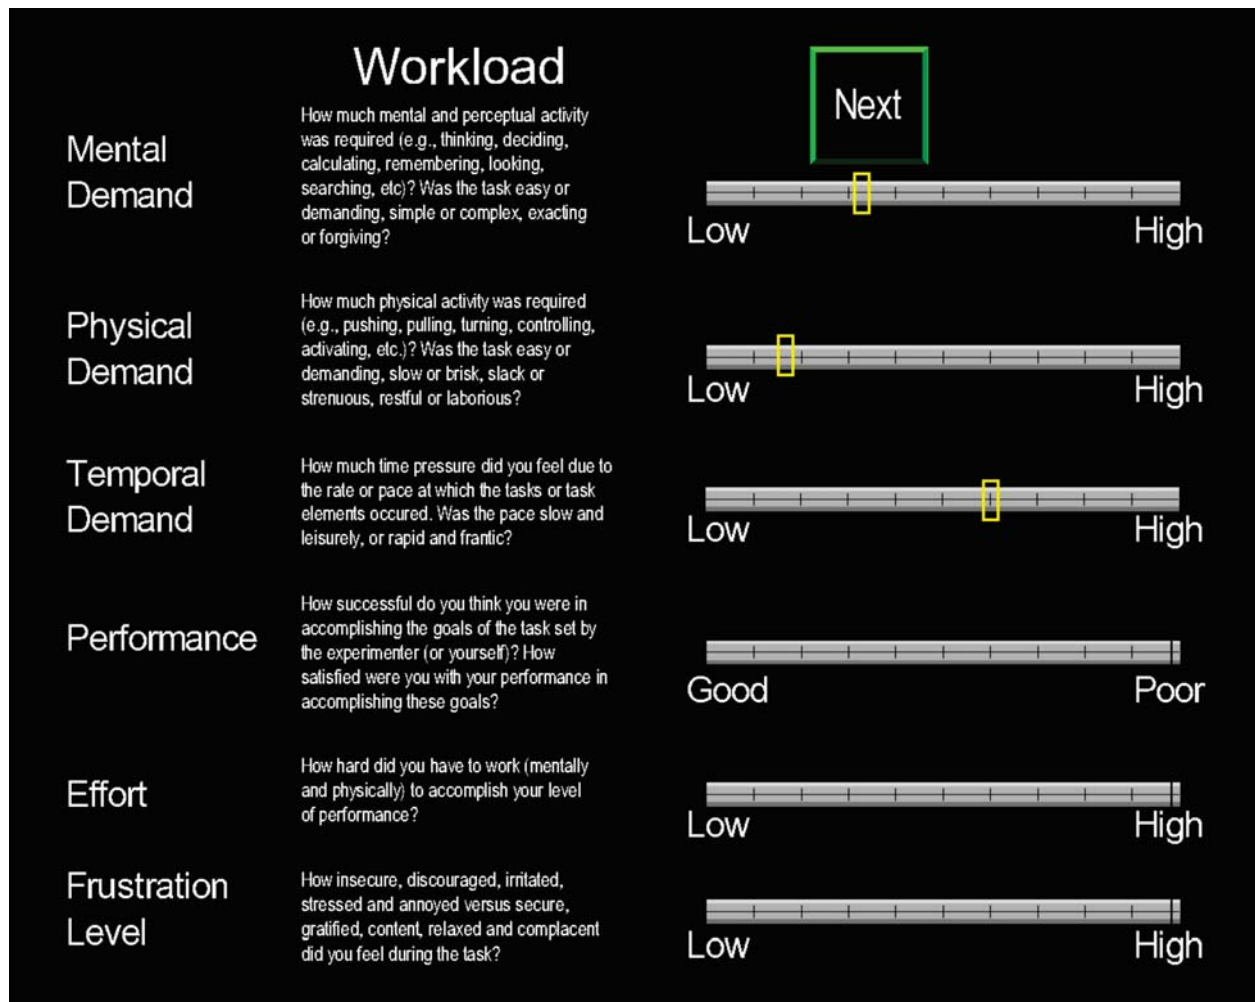 Workload
Next
Mental
Demand
How much mental and perceptual activity
was required (e.g., thinking, deciding,
calculating, remembering, looking,
searching, etc)? Was the task easy or
demanding, simple or complex, exacting
or forgiving?
Low
High
Physical
Demand
How much physical activity was required
(e.g., pushing, pulling, turning, controlling,
activating, etc.)? Was the task easy or
demanding, slow or brisk, slack or
strenuous, restful or laborious?
Low
High
Temporal
Demand
How much time pressure did you feel due to
the rate or pace at which the tasks or task
elements occured. Was the pace slow and
leisurely, or rapid and frantic?
Low
High
Performance
How successful do you think you were in
accomplishing the goals of the task set by
the experimenter (or yourself)? How
satisfied were you with your performance in
accomplishing these goals?
Good
Poor
Effort
How hard did you have to work (mentally
and physically) to accomplish your level
of performance?
Low
High
Frustration
Level
How insecure, discouraged, irritated,
stressed and annoyed versus secure,
gratified, content, relaxed and complacent
did you feel during the task?
Low
High